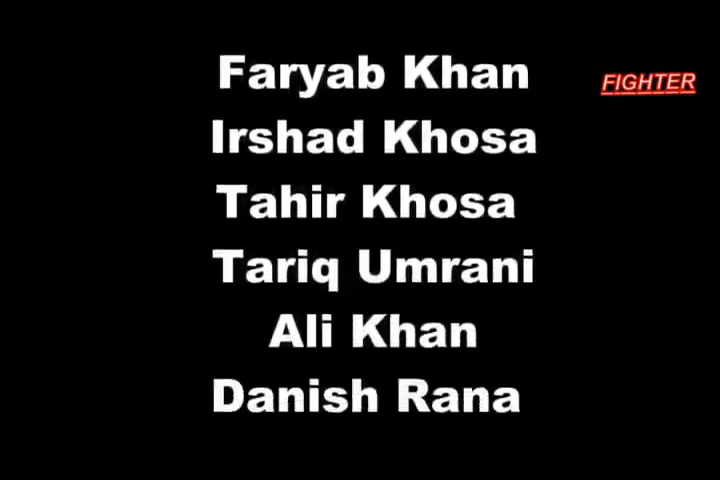 Faryab Khan
FIGHTER
Irshad Khosa
Tahir Khosa
Tariq Umrani
Ali Khan
Danish Rana